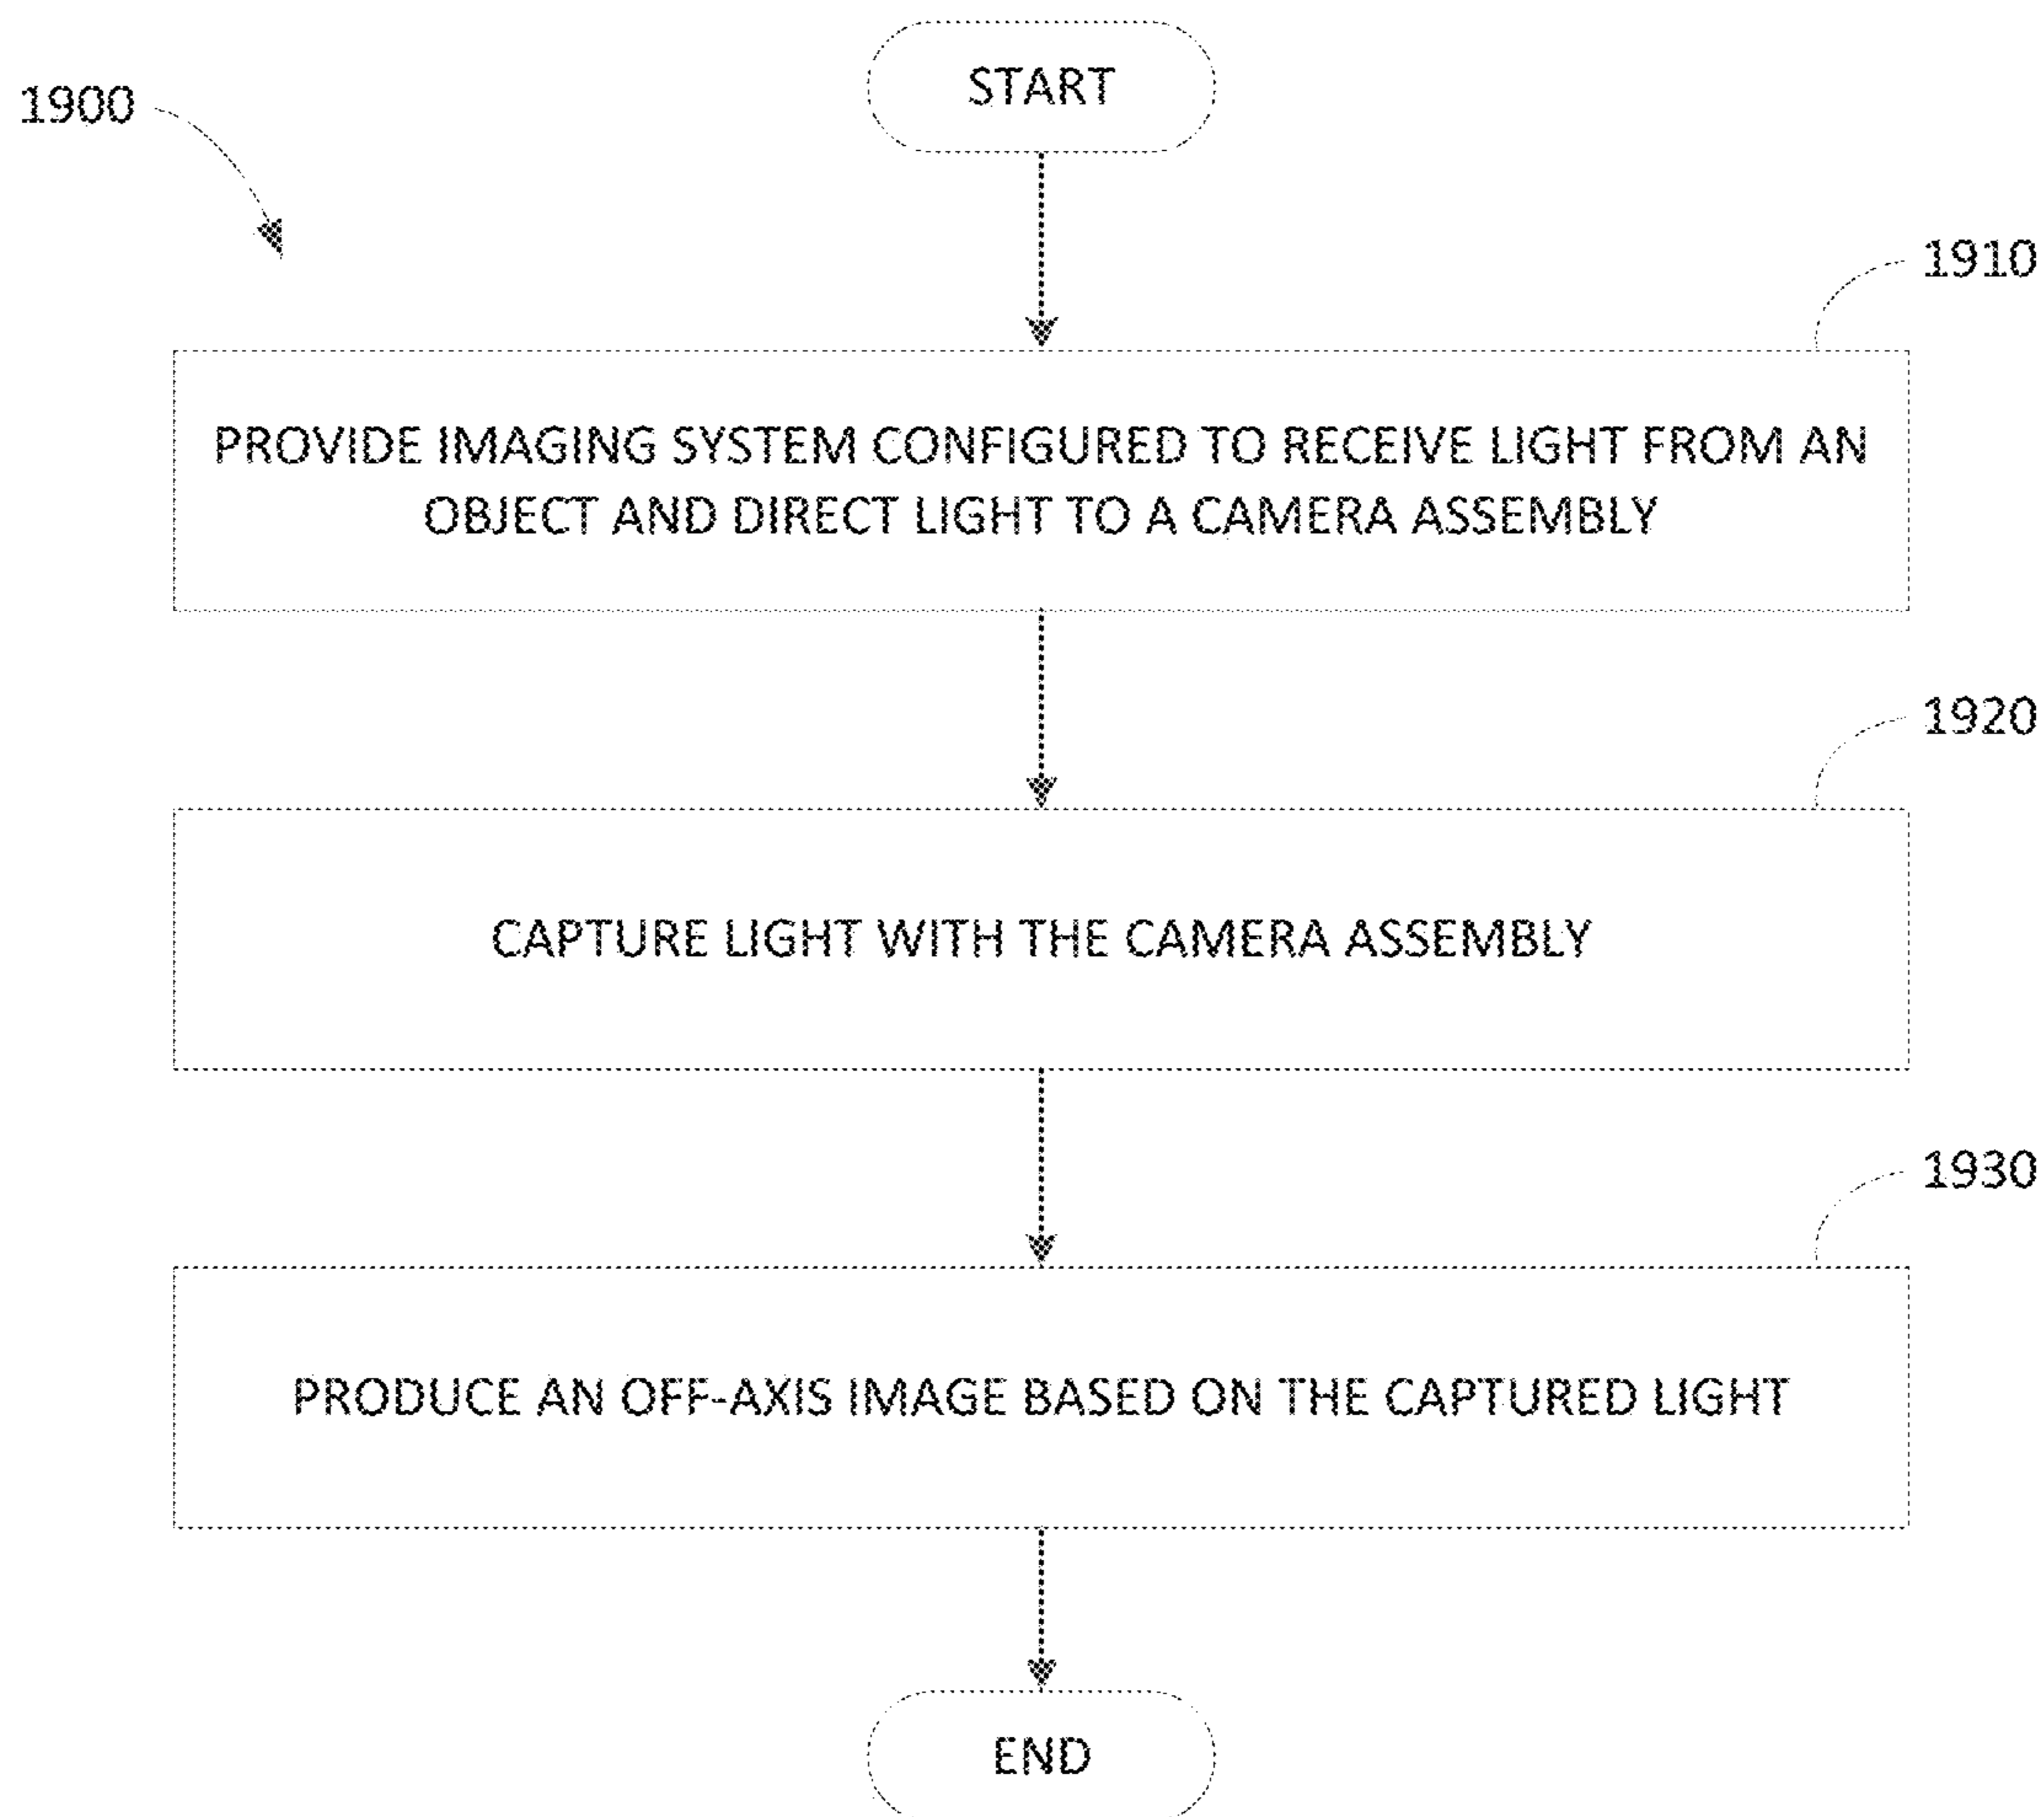 START
1900
1910
PROVIDE IMAGING SYSTEM CONFIGURED TO RECEIVE LIGHT FROM AN
OBJECT AND DIRECT LIGHT TO A CAMERA ASSEMBLY
1920
CAPTURE LIGHT WITH THE CAMERA ASSEMBLY
1930
PRODUCE AN OFF-AXIS IMAGE BASED ON THE CAPTURED LIGHT
END